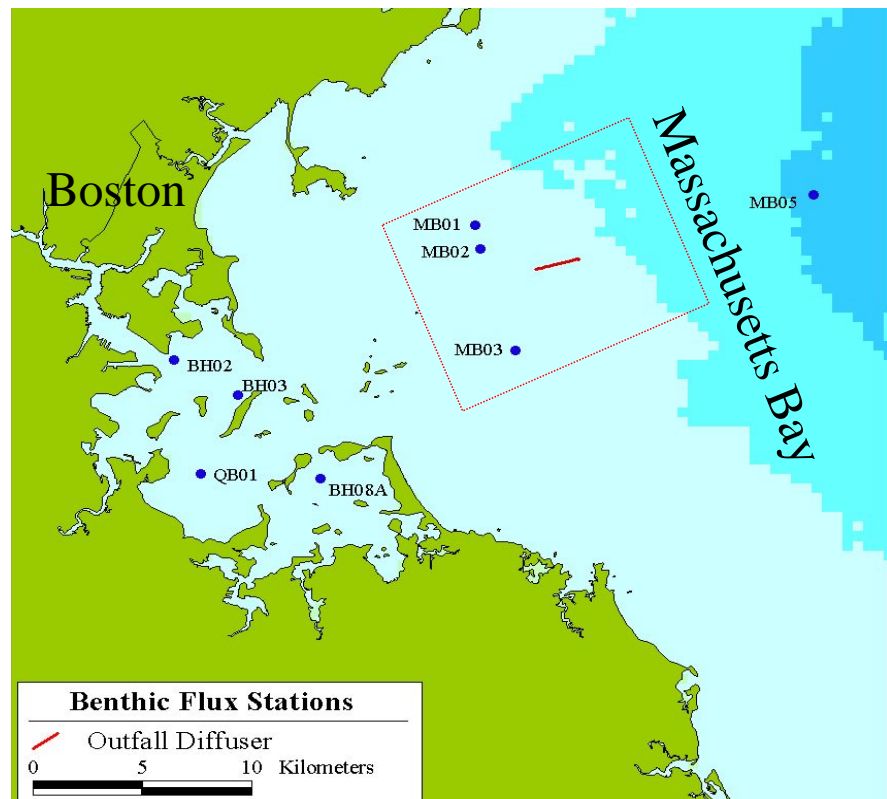 Boston
Massachusetts Bay
MB05
MB01
MB02
MB03
BH02
BH03
QB01
BH08A
Benthic Flux Stations
Outfall Diffuser
0 5 10 Kilometers